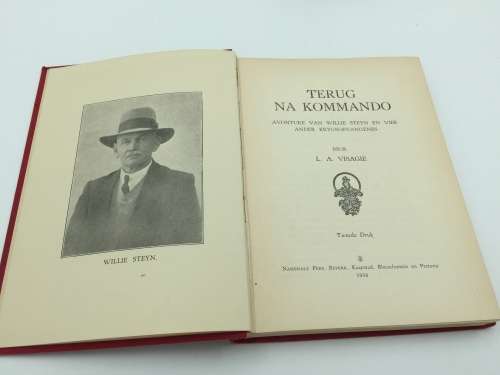 WILLIE STEYN.
TERUG
NA KOMMANDO
AVONTURE VAN WILLIE STEYN EN VIER
ANDER KRYGSGEVANGENES
DEUR
L. A. VISAGIE
Tweede Druk
NASIONALE PERS, BEPERK, Kaapstad, Bloemfontein en Pretoria